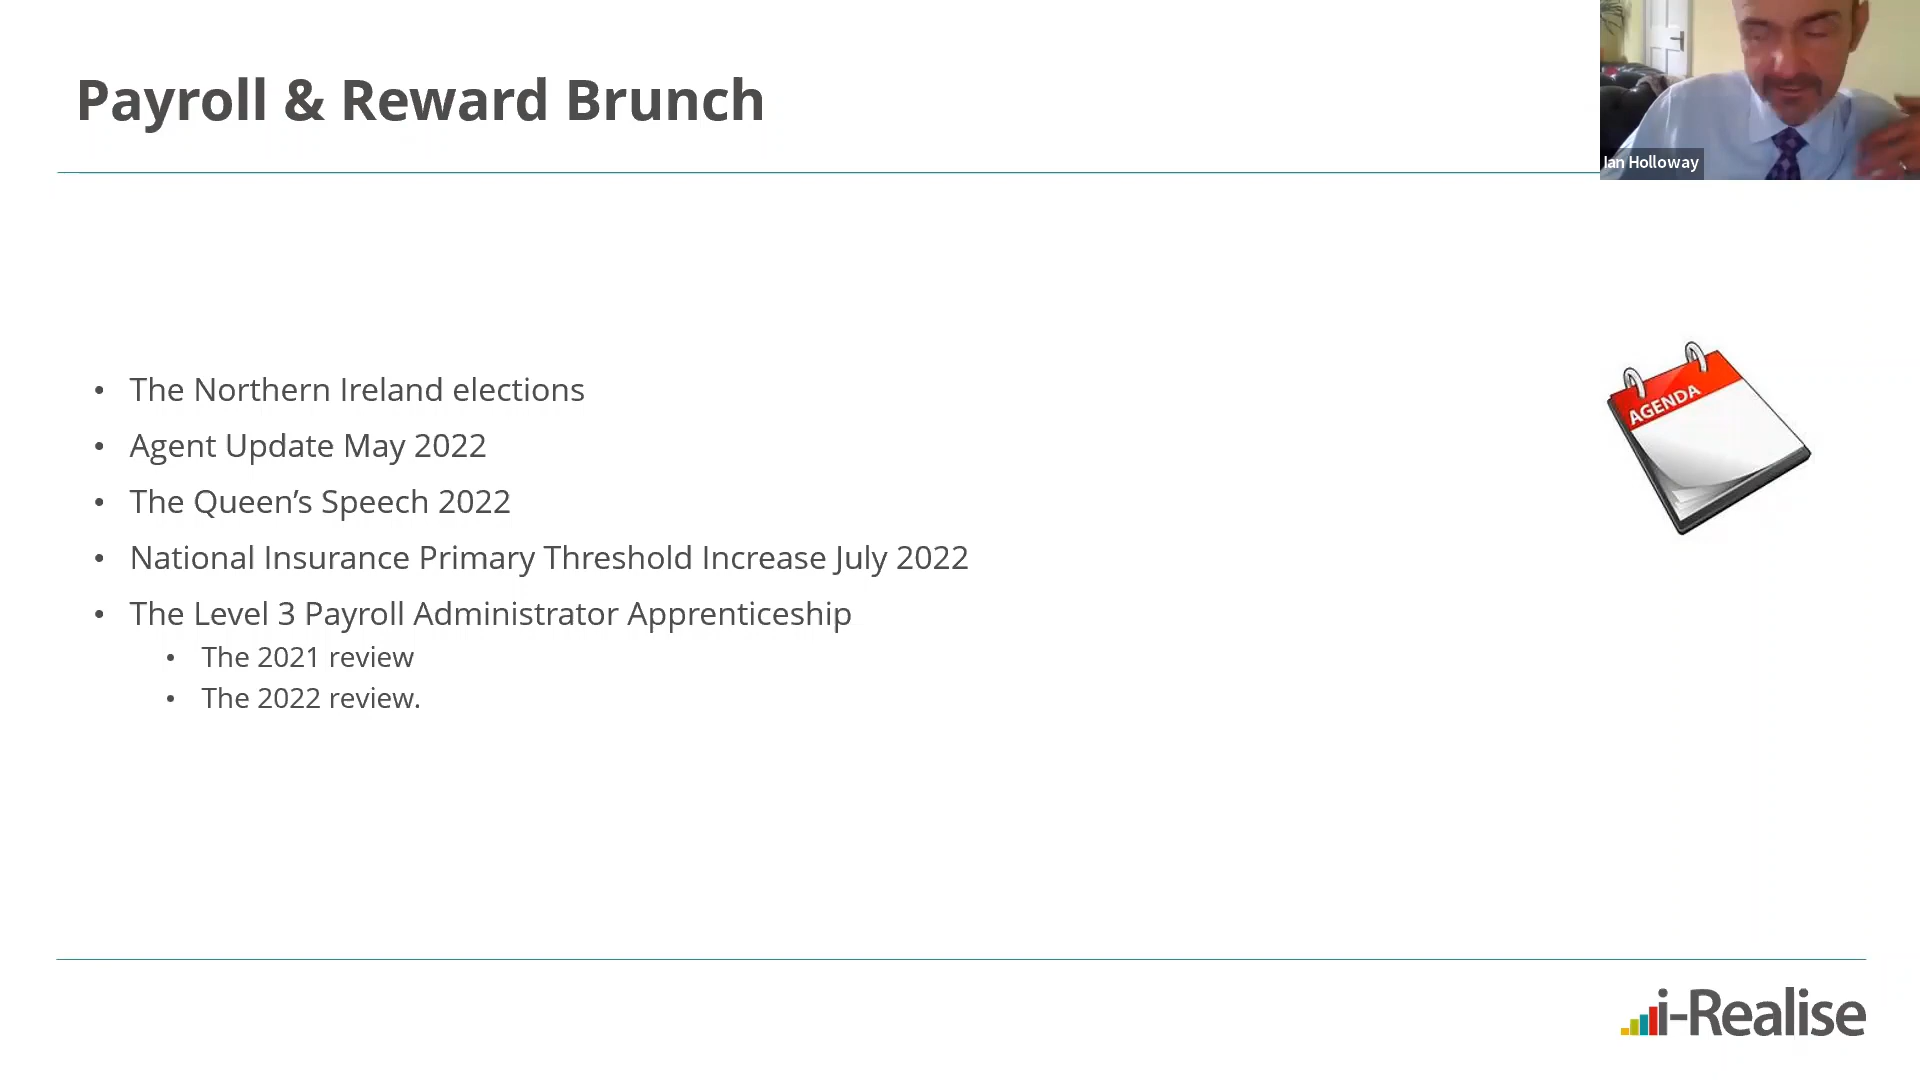 Payroll & Reward Brunch
Ian Holloway
• The Northern Ireland elections
• Agent Update May 2022
• The Queen’s Speech 2022
• National Insurance Primary Threshold Increase July 2022
• The Level 3 Payroll Administrator Apprenticeship
• The 2021 review
• The 2022 review.
AGENDA
i-Realise